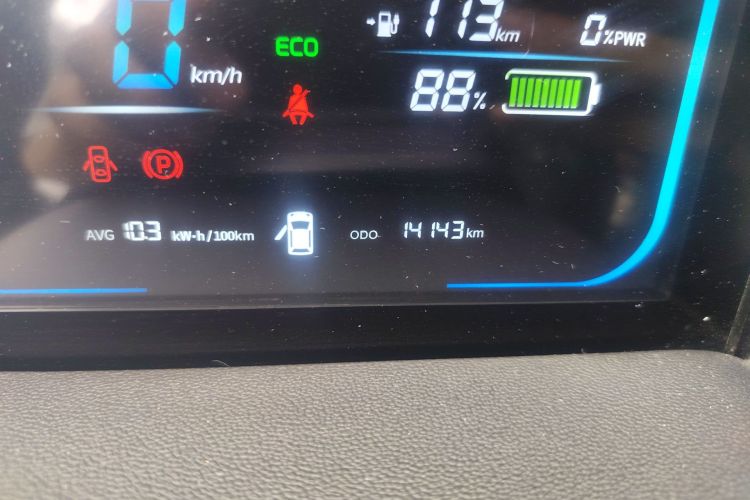 0 km/h
ECO
113 km
0 %PWR
88 %
P
AVG 10.3 kW·h/100km
ODO 14143 km